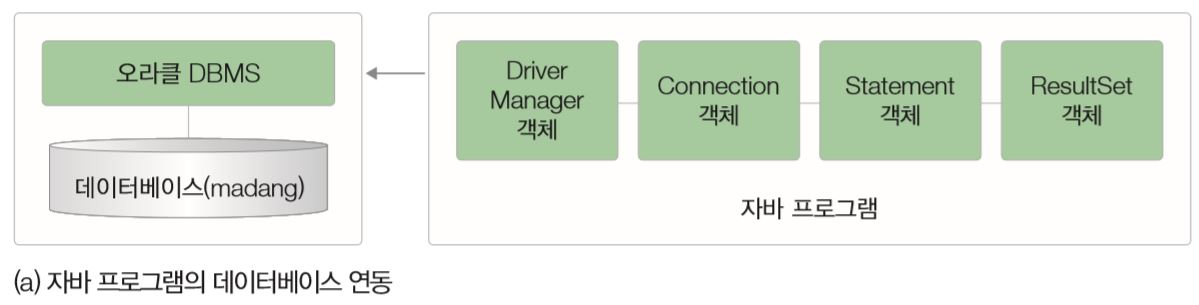 오라클 DBMS
데이터베이스(madang)
Driver
Manager
객체
Connection
객체
Statement
객체
ResultSet
객체
자바 프로그램
(a) 자바 프로그램의 데이터베이스 연동